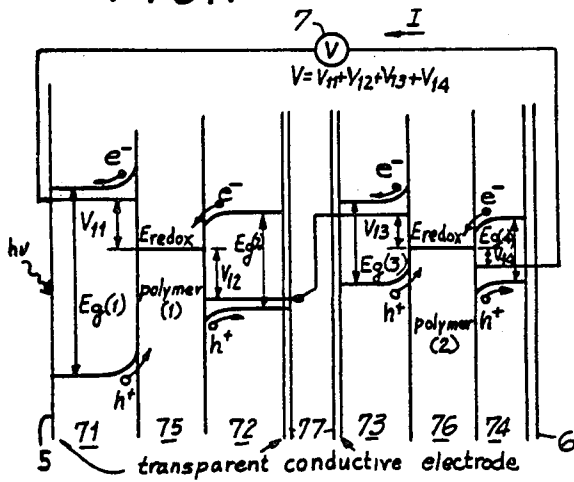 7
V
I
V=V11+V12+V13+V14
e⁻
e⁻
e⁻
e⁻
V11
Eredox
Eg(2)
V13
Eredox
Eg(4)
V14
hν
V12
Eg(3)
Eg(1)
polymer
(1)
h⁺
h⁺
polymer
(2)
h⁺
h⁺
5
71
75
72
77
73
76
74
6
transparent conductive electrode